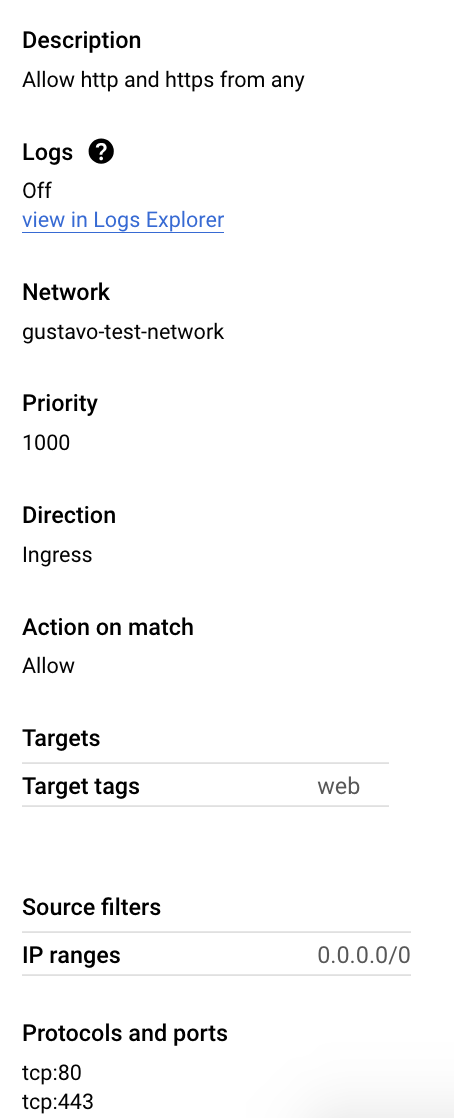 Description
Allow http and https from any
Logs ?
Off
view in Logs Explorer
Network
gustavo-test-network
Priority
1000
Direction
Ingress
Action on match
Allow
Targets
Target tags web
Source filters
IP ranges 0.0.0.0/0
Protocols and ports
tcp:80
tcp:443